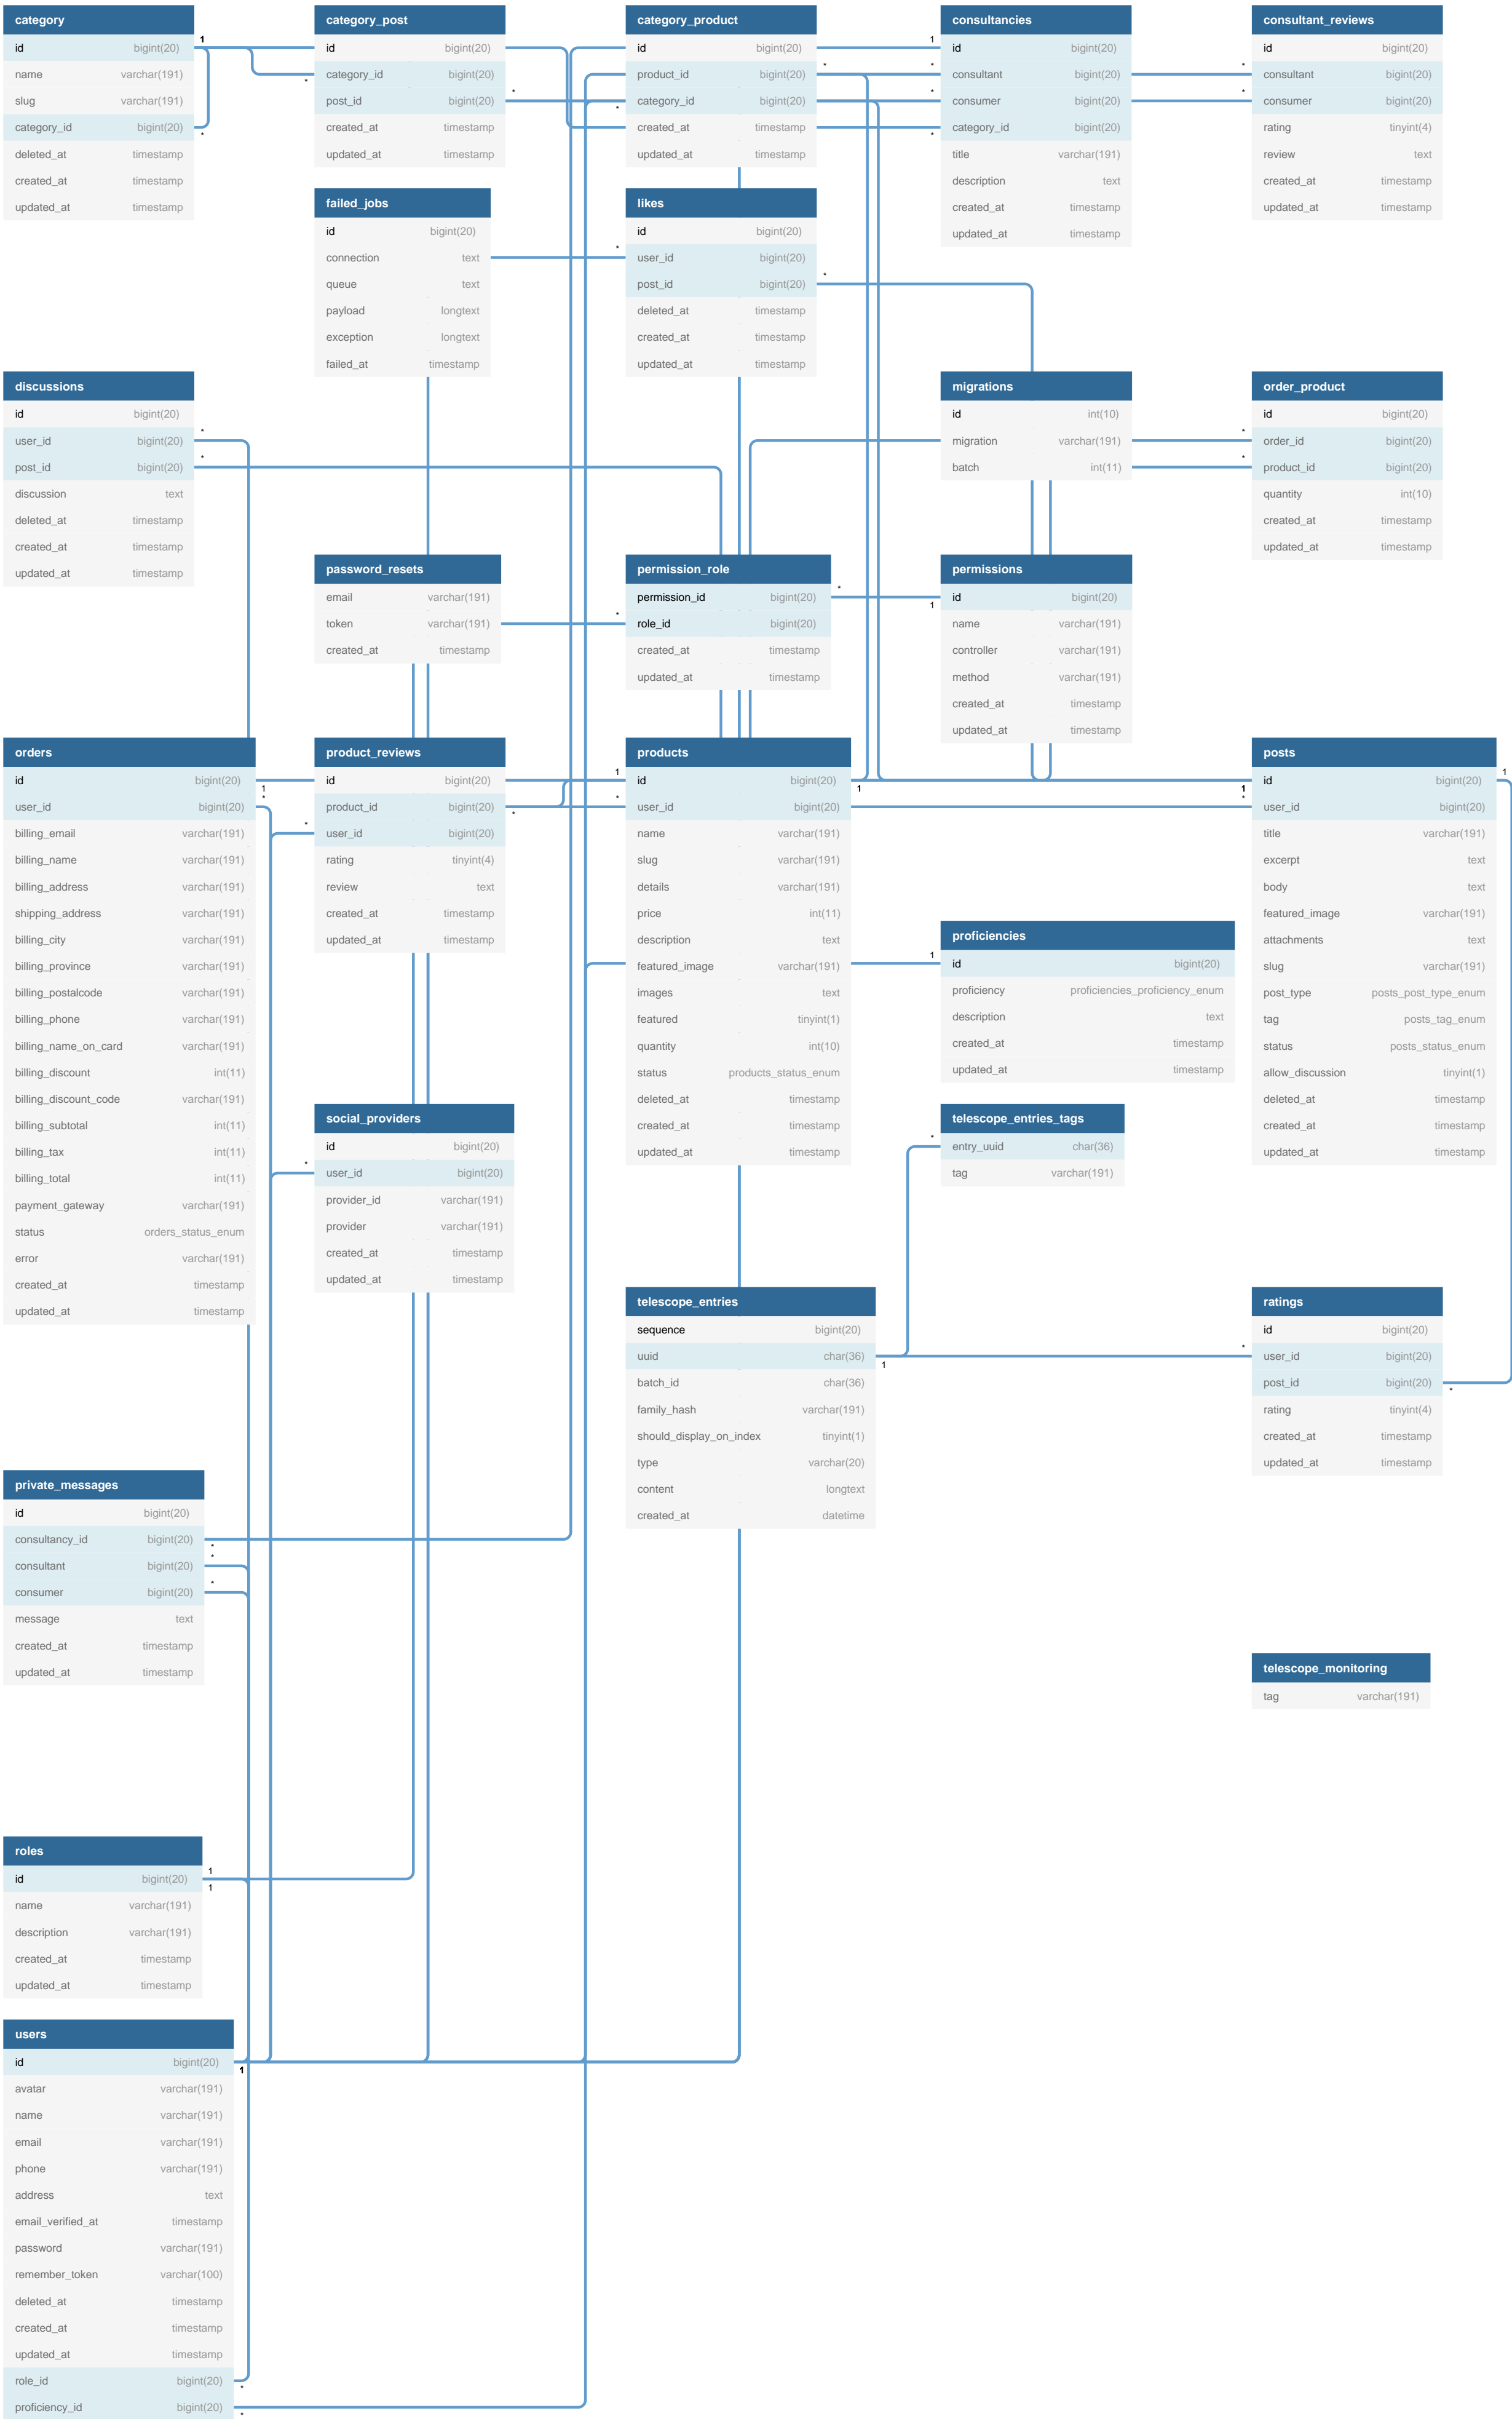 category
id bigint(20)
name varchar(191)
slug varchar(191)
category_id bigint(20)
deleted_at timestamp
created_at timestamp
updated_at timestamp
category_post
id bigint(20)
category_id bigint(20)
post_id bigint(20)
created_at timestamp
updated_at timestamp
category_product
id bigint(20)
product_id bigint(20)
category_id bigint(20)
created_at timestamp
updated_at timestamp
consultancies
id bigint(20)
consultant bigint(20)
consumer bigint(20)
category_id bigint(20)
title varchar(191)
description text
created_at timestamp
updated_at timestamp
consultant_reviews
id bigint(20)
consultant bigint(20)
consumer bigint(20)
rating tinyint(4)
review text
created_at timestamp
updated_at timestamp
failed_jobs
id bigint(20)
connection text
queue text
payload longtext
exception longtext
failed_at timestamp
likes
id bigint(20)
user_id bigint(20)
post_id bigint(20)
deleted_at timestamp
created_at timestamp
updated_at timestamp
discussions
id bigint(20)
user_id bigint(20)
post_id bigint(20)
discussion text
deleted_at timestamp
created_at timestamp
updated_at timestamp
migrations
id int(10)
migration varchar(191)
batch int(11)
order_product
id bigint(20)
order_id bigint(20)
product_id bigint(20)
quantity int(10)
created_at timestamp
updated_at timestamp
password_resets
email varchar(191)
token varchar(191)
created_at timestamp
permission_role
permission_id bigint(20)
role_id bigint(20)
created_at timestamp
updated_at timestamp
permissions
id bigint(20)
name varchar(191)
controller varchar(191)
method varchar(191)
created_at timestamp
updated_at timestamp
orders
id bigint(20)
user_id bigint(20)
billing_email varchar(191)
billing_name varchar(191)
billing_address varchar(191)
shipping_address varchar(191)
billing_city varchar(191)
billing_province varchar(191)
billing_postalcode varchar(191)
billing_phone varchar(191)
billing_name_on_card varchar(191)
billing_discount int(11)
billing_discount_code varchar(191)
billing_subtotal int(11)
billing_tax int(11)
billing_total int(11)
payment_gateway varchar(191)
status orders_status_enum
error varchar(191)
created_at timestamp
updated_at timestamp
product_reviews
id bigint(20)
product_id bigint(20)
user_id bigint(20)
rating tinyint(4)
review text
created_at timestamp
updated_at timestamp
products
id bigint(20)
user_id bigint(20)
name varchar(191)
slug varchar(191)
details varchar(191)
price int(11)
description text
featured_image varchar(191)
images text
featured tinyint(1)
quantity int(10)
status products_status_enum
deleted_at timestamp
created_at timestamp
updated_at timestamp
posts
id bigint(20)
user_id bigint(20)
title varchar(191)
excerpt text
body text
featured_image varchar(191)
attachments text
slug varchar(191)
post_type posts_post_type_enum
tag posts_tag_enum
status posts_status_enum
allow_discussion tinyint(1)
deleted_at timestamp
created_at timestamp
updated_at timestamp
proficiencies
id bigint(20)
proficiency proficiencies_proficiency_enum
description text
created_at timestamp
updated_at timestamp
social_providers
id bigint(20)
user_id bigint(20)
provider_id varchar(191)
provider varchar(191)
created_at timestamp
updated_at timestamp
telescope_entries_tags
entry_uuid char(36)
tag varchar(191)
telescope_entries
sequence bigint(20)
uuid char(36)
batch_id char(36)
family_hash varchar(191)
should_display_on_index tinyint(1)
type varchar(20)
content longtext
created_at datetime
ratings
id bigint(20)
user_id bigint(20)
post_id bigint(20)
rating tinyint(4)
created_at timestamp
updated_at timestamp
private_messages
id bigint(20)
consultancy_id bigint(20)
consultant bigint(20)
consumer bigint(20)
message text
created_at timestamp
updated_at timestamp
telescope_monitoring
tag varchar(191)
roles
id bigint(20)
name varchar(191)
description varchar(191)
created_at timestamp
updated_at timestamp
users
id bigint(20)
avatar varchar(191)
name varchar(191)
email varchar(191)
phone varchar(191)
address text
email_verified_at timestamp
password varchar(191)
remember_token varchar(100)
deleted_at timestamp
created_at timestamp
updated_at timestamp
role_id bigint(20)
proficiency_id bigint(20)